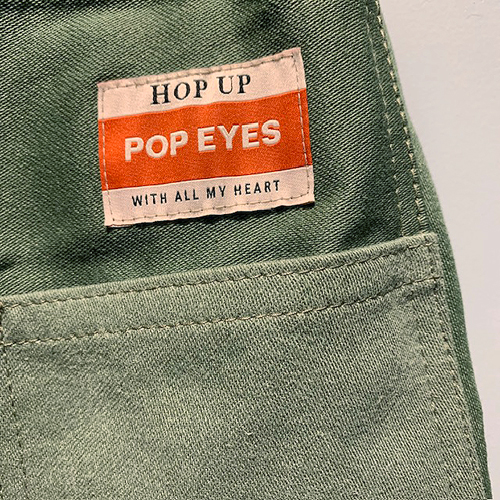 HOP UP
POP EYES
WITH ALL MY HEART